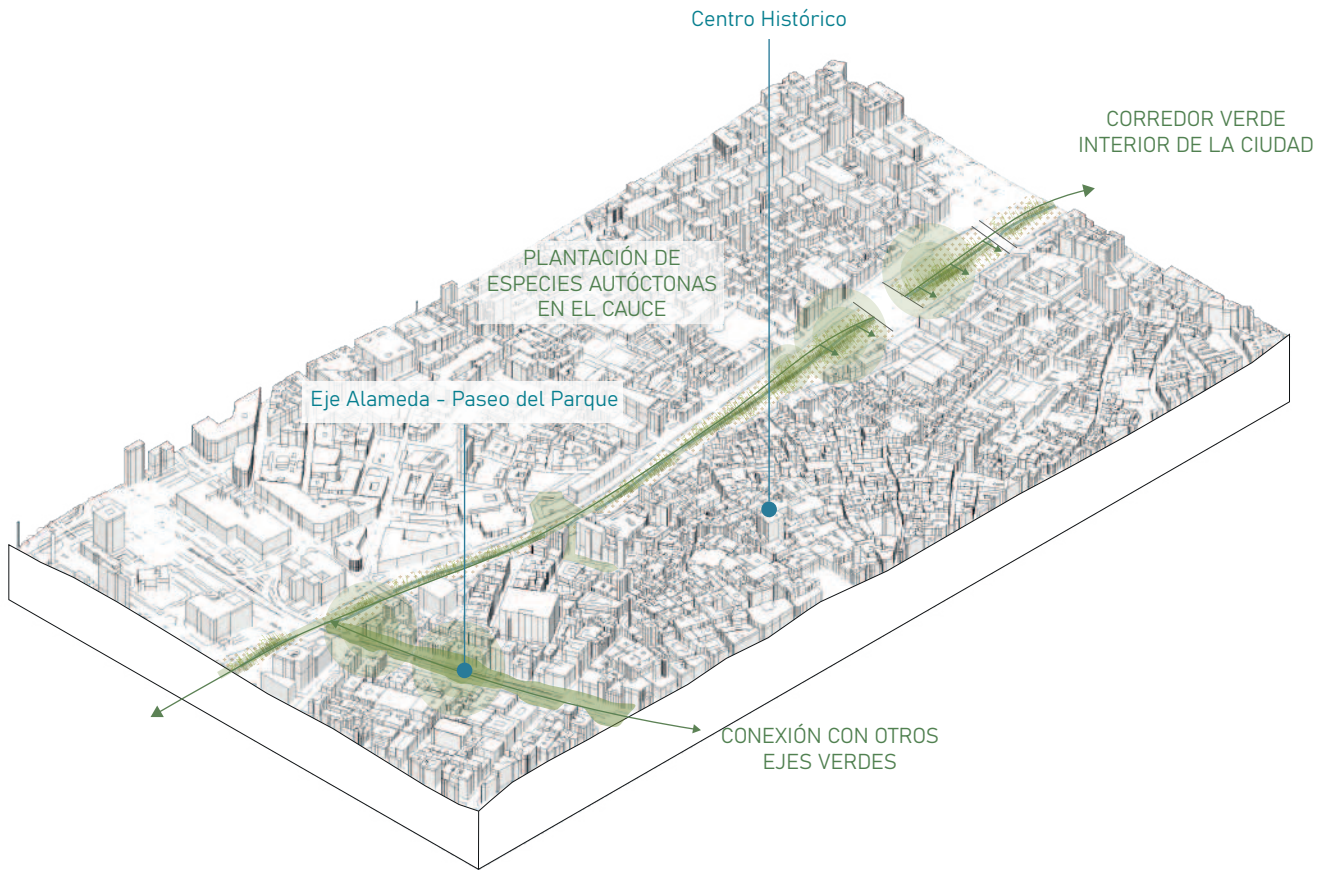 Centro Histórico
CORREDOR VERDE
INTERIOR DE LA CIUDAD
PLANTACIÓN DE
ESPECIES AUTÓCTONAS
EN EL CAUCE
Eje Alameda - Paseo del Parque
CONEXIÓN CON OTROS
EJES VERDES